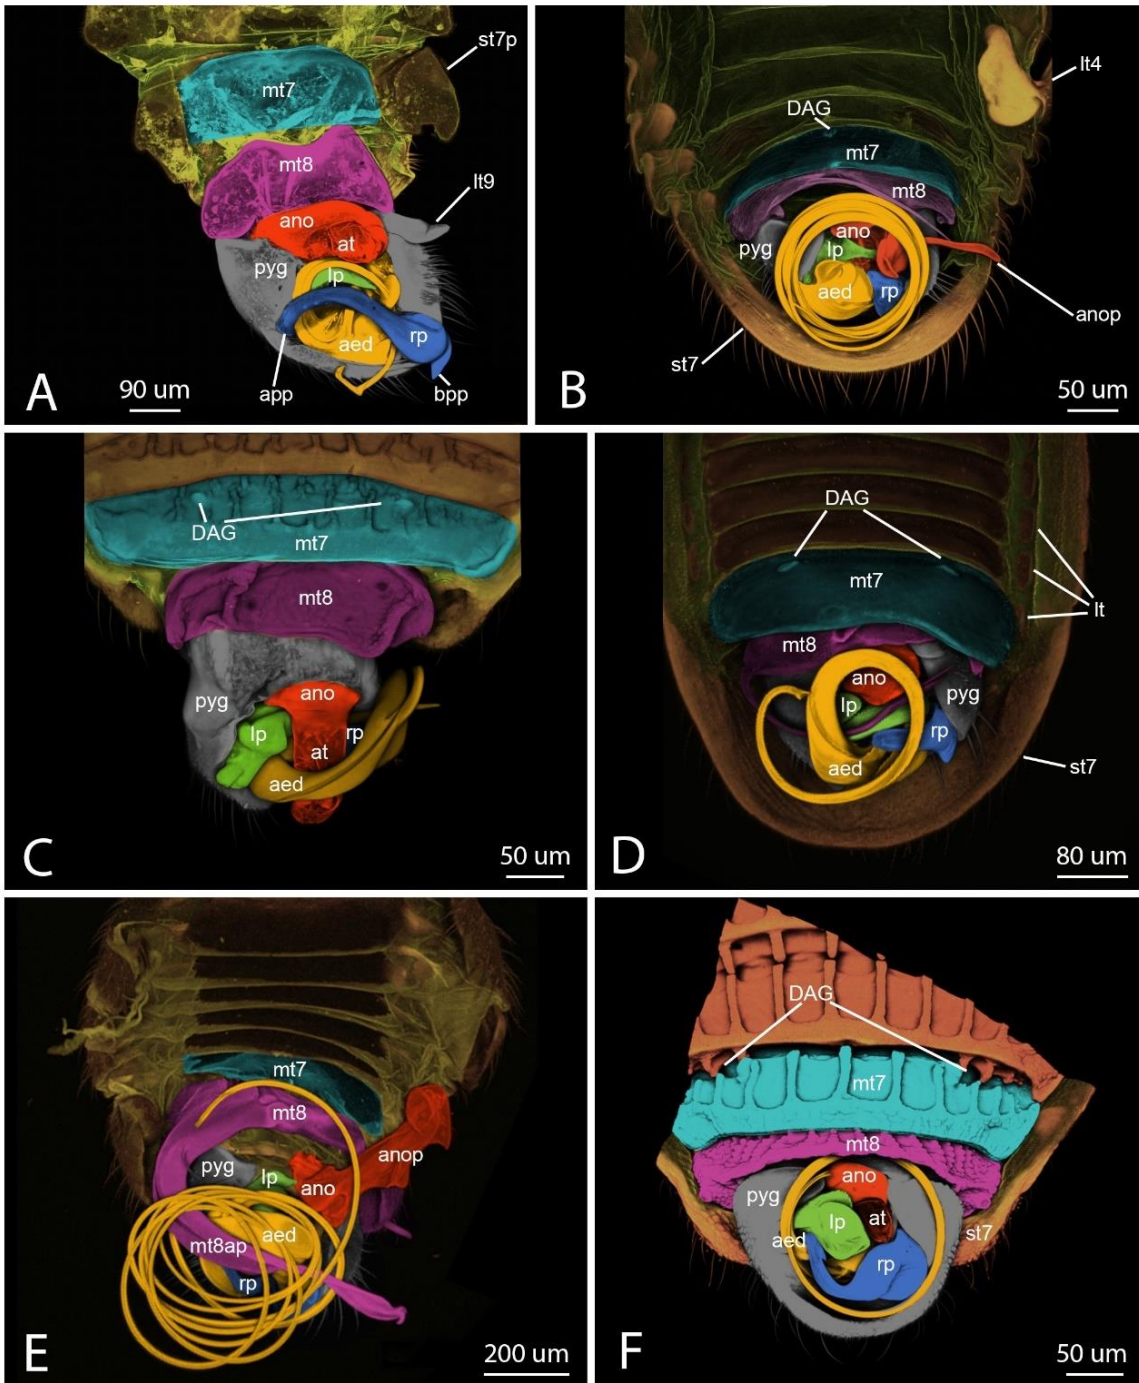 st7p
mt7
mt8
lt9
ano
at
pyg
lp
aed
rp
app
bpp
A
90 um
lt4
DAG
mt7
mt8
pyg
ano
lp
aed
rp
anop
st7
B
50 um
DAG
mt7
mt8
pyg
ano
lp
rp
at
aed
C
50 um
DAG
mt7
lt
mt8
ano
lp
pyg
rp
aed
st7
D
80 um
mt7
mt8
anop
pyg
lp
ano
aed
mt8ap
rp
E
200 um
DAG
mt7
mt8
ano
pyg
lp
at
aed
st7
rp
F
50 um